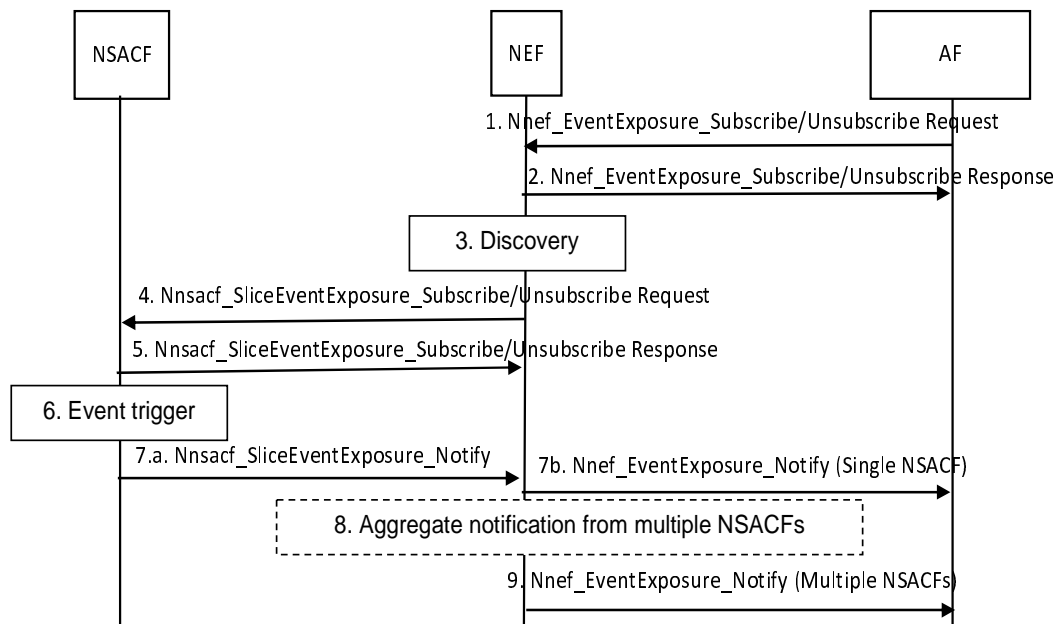 NSACF
NEF
AF
1. Nnef_EventExposure_Subscribe/Unsubscribe Request
2. Nnef_EventExposure_Subscribe/Unsubscribe Response
3. Discovery
4. Nnsacf_SliceEventExposure_Subscribe/Unsubscribe Request
5. Nnsacf_SliceEventExposure_Subscribe/Unsubscribe Response
6. Event trigger
7.a. Nnsacf_SliceEventExposure_Notify
7b. Nnef_EventExposure_Notify (Single NSACF)
8. Aggregate notification from multiple NSACFs
9. Nnef_EventExposure_Notify (Multiple NSACFs)